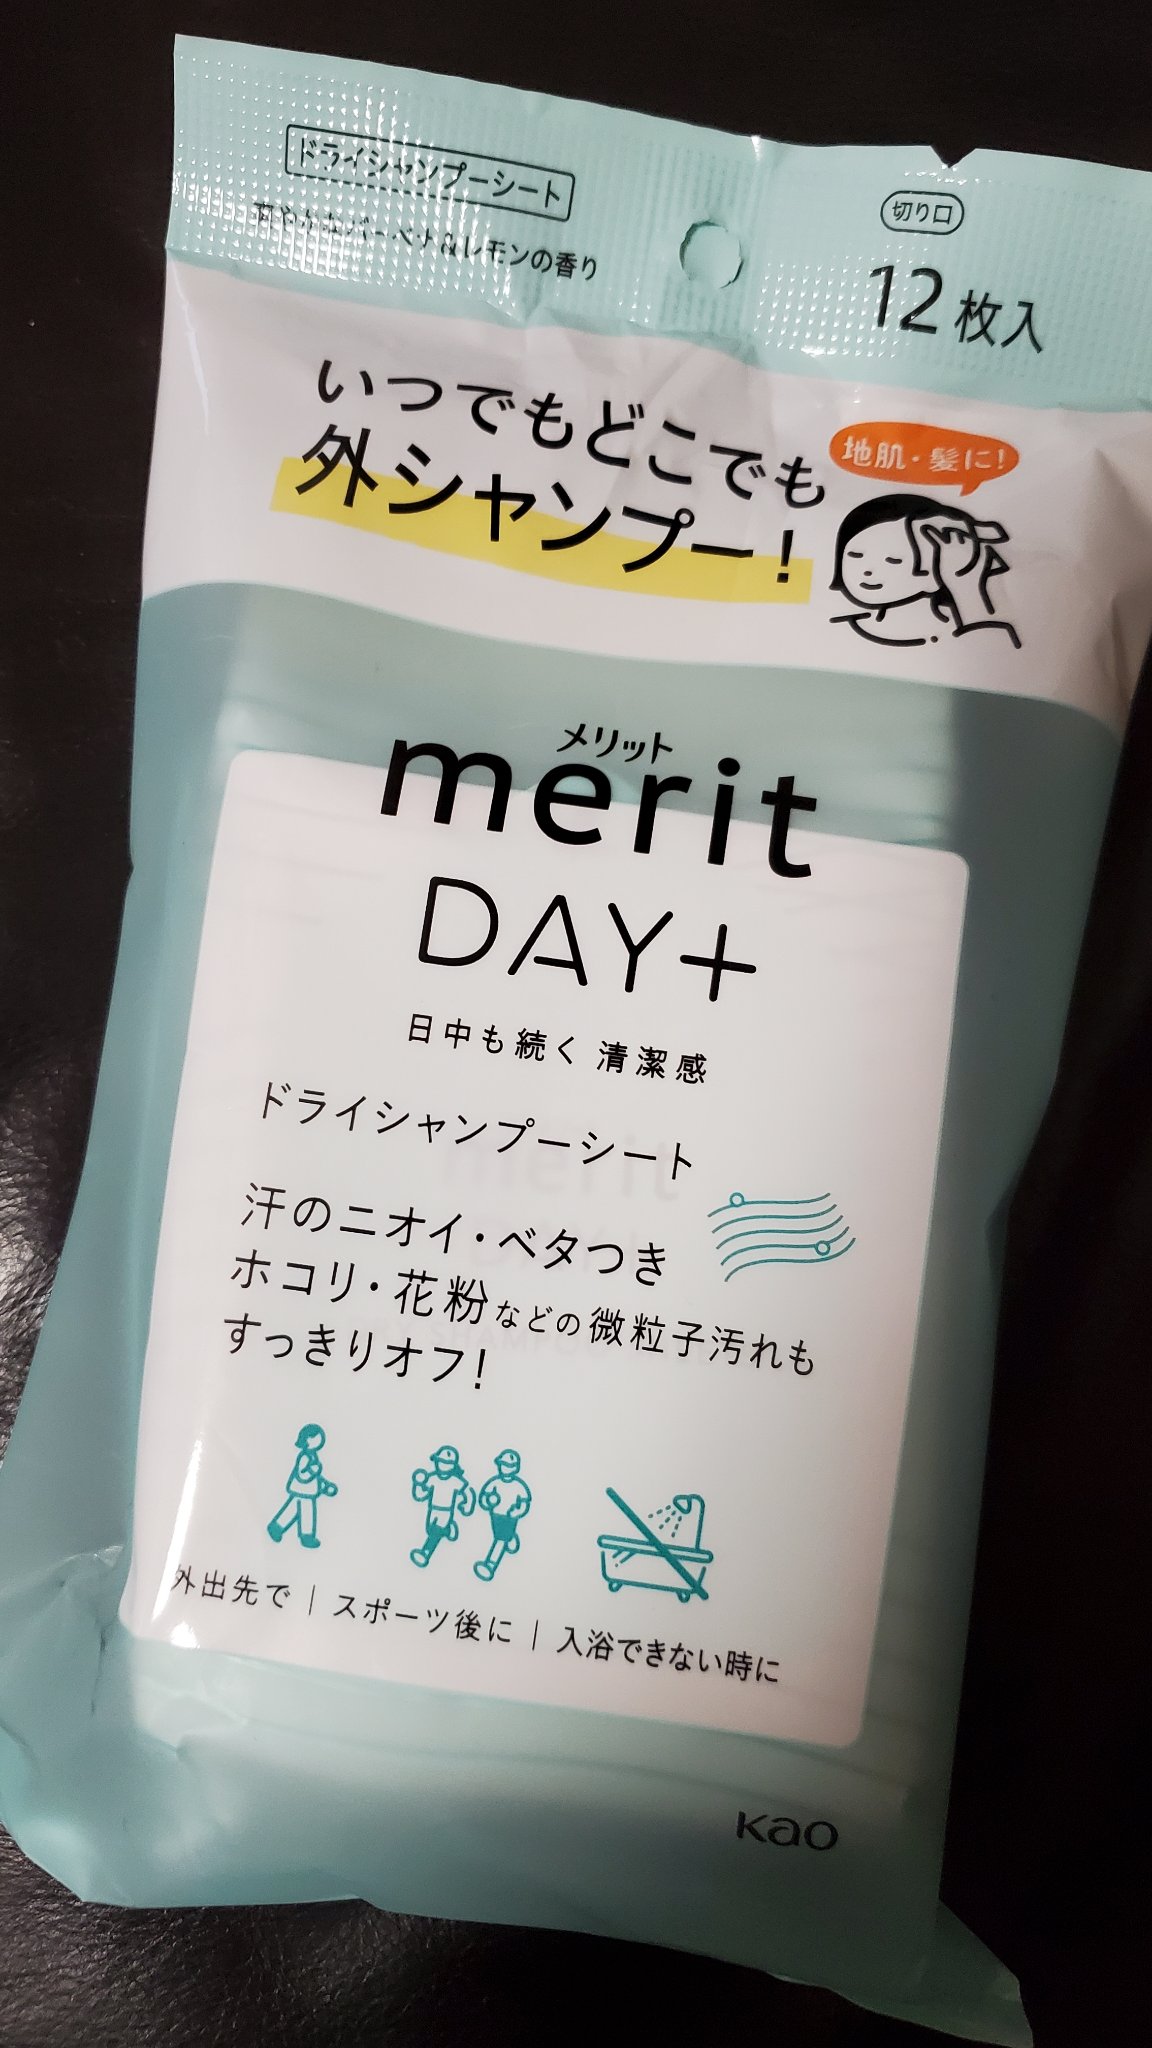 ドライシャンプーシート
爽やかなバーベナ&レモンの香り
切り口
12枚入
いつでもどこでも
外シャンプー!
地肌・髪に!
メリット
merit
DAY+
日中も続く 清潔感
ドライシャンプーシート
汗のニオイ・ベタつき
ホコリ・花粉などの微粒子汚れも
すっきりオフ!
外出先で | スポーツ後に | 入浴できない時に
Kao